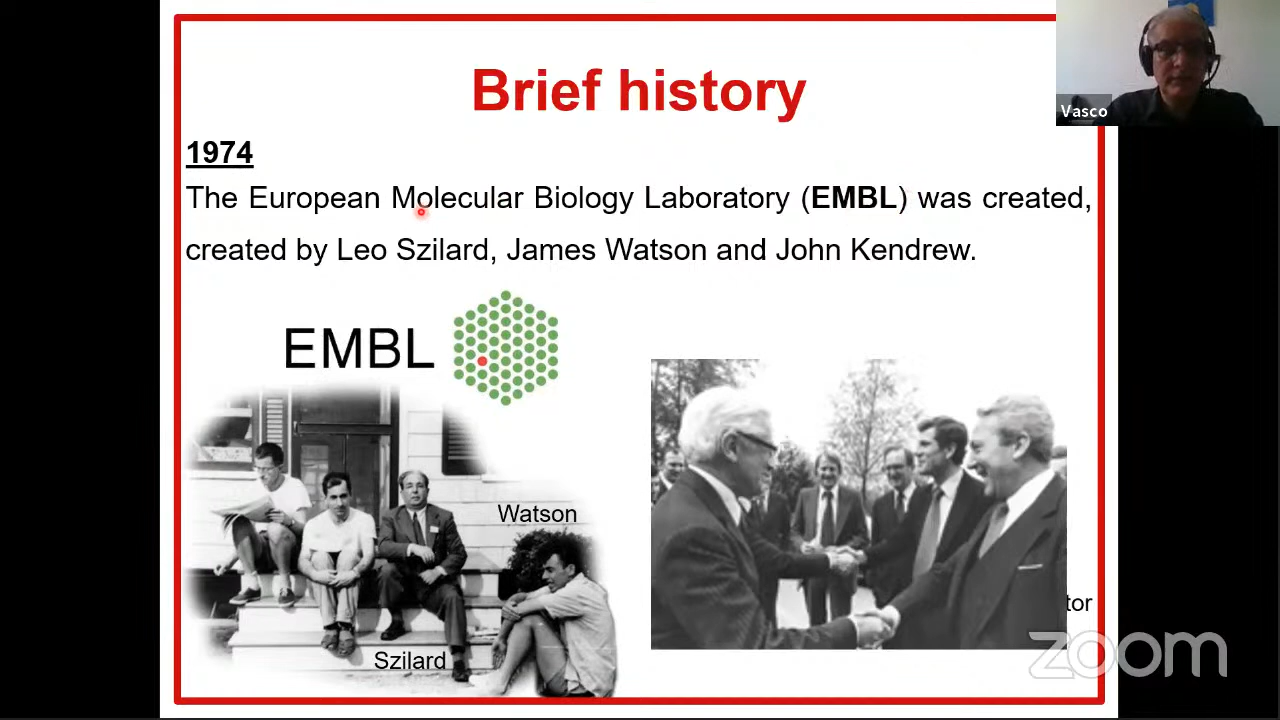 Brief history
Vasco
1974
The European Molecular Biology Laboratory (EMBL) was created,
created by Leo Szilard, James Watson and John Kendrew.
EMBL
Watson
Szilard
tor
zoom